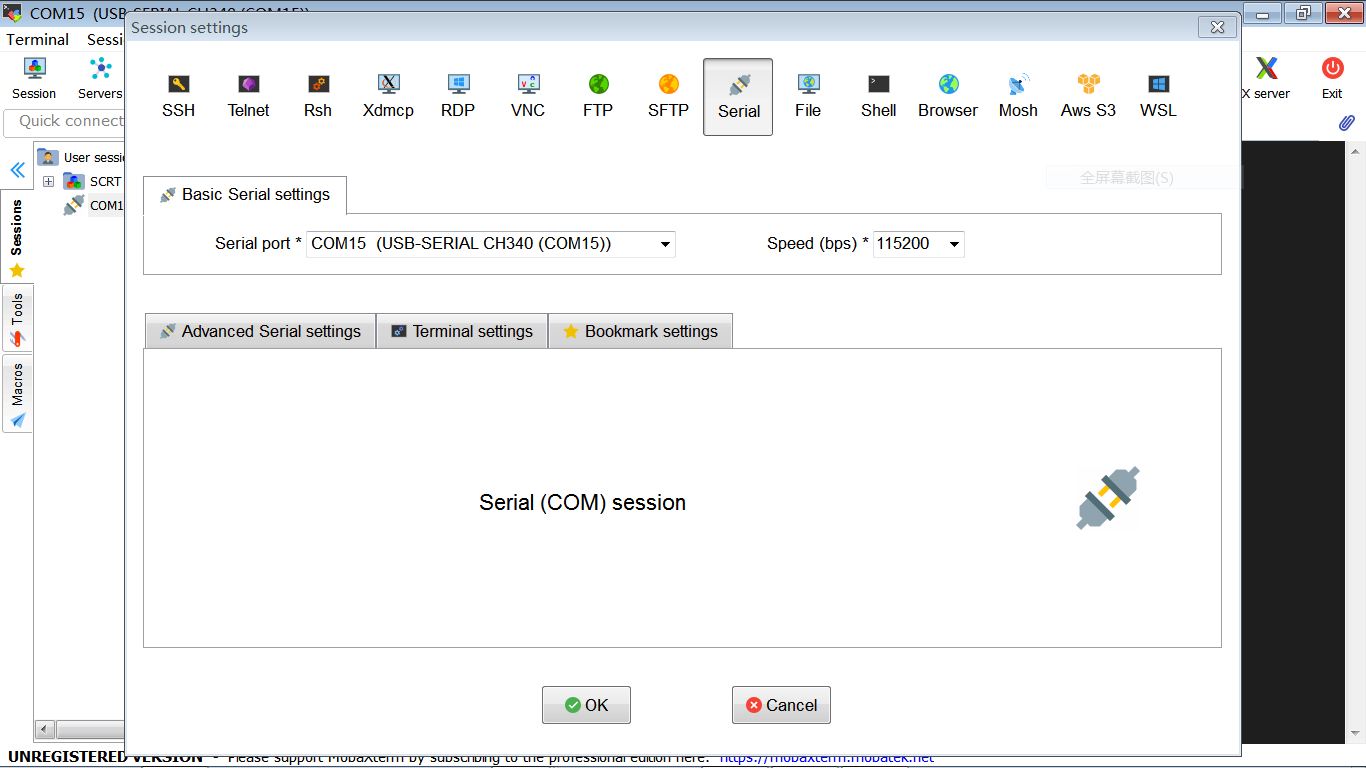 COM15 (USB-SERIAL CH340 (COM15))
Session settings
Terminal Sessi
Session Servers
SSH Telnet Rsh Xdmcp RDP VNC FTP SFTP Serial File Shell Browser Mosh Aws S3 WSL
X server Exit
Quick connect
User sessi
SCRT
COM1
Sessions
Tools
Macros
全屏幕截图(S)
Basic Serial settings
Serial port * COM15 (USB-SERIAL CH340 (COM15)) Speed (bps) * 115200
Advanced Serial settings Terminal settings Bookmark settings
Serial (COM) session
OK Cancel
UNREGISTERED VERSION - Please support MobaXterm by subscribing to the professional edition here: https://mobaxterm.mobatek.net